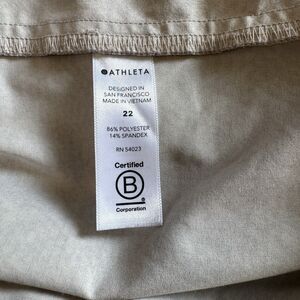 ATHLETA
DESIGNED IN
SAN FRANCISCO
MADE IN VIETNAM
22
86% POLYESTER
14% SPANDEX
RN 54023
Certified
B
Corporation